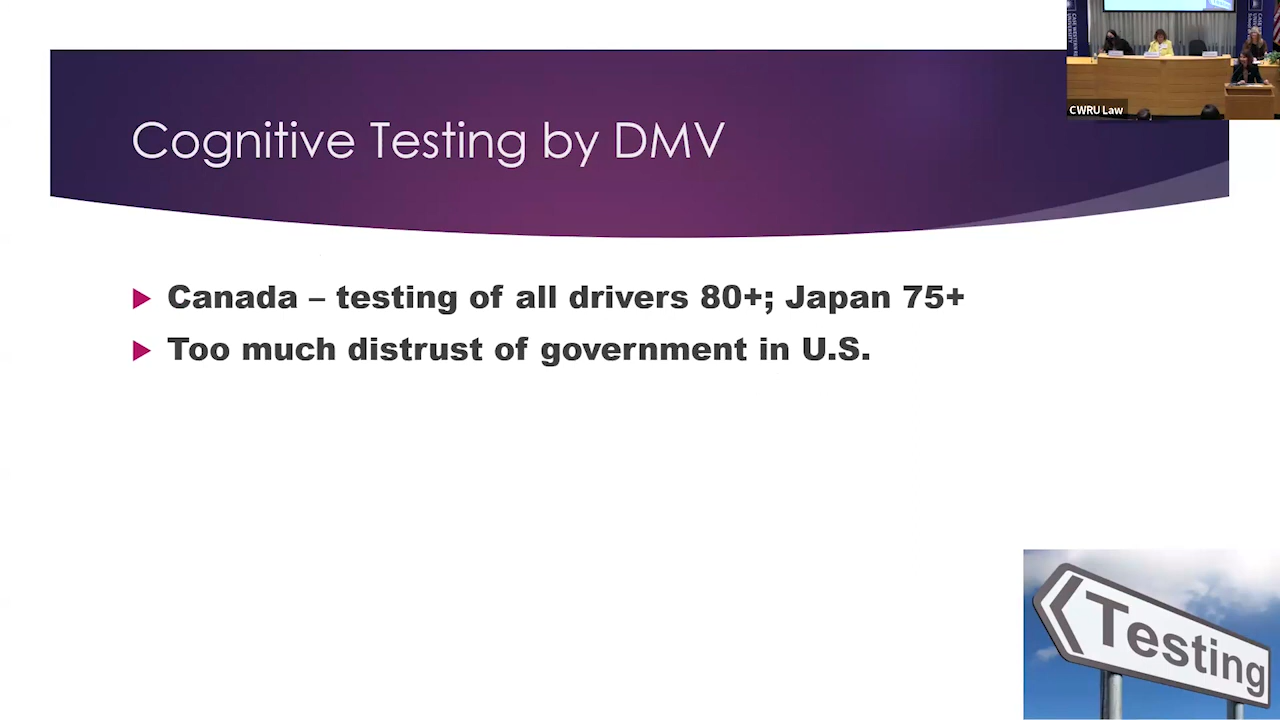 Cognitive Testing by DMV
CWRU Law
Canada – testing of all drivers 80+; Japan 75+
Too much distrust of government in U.S.
Testing